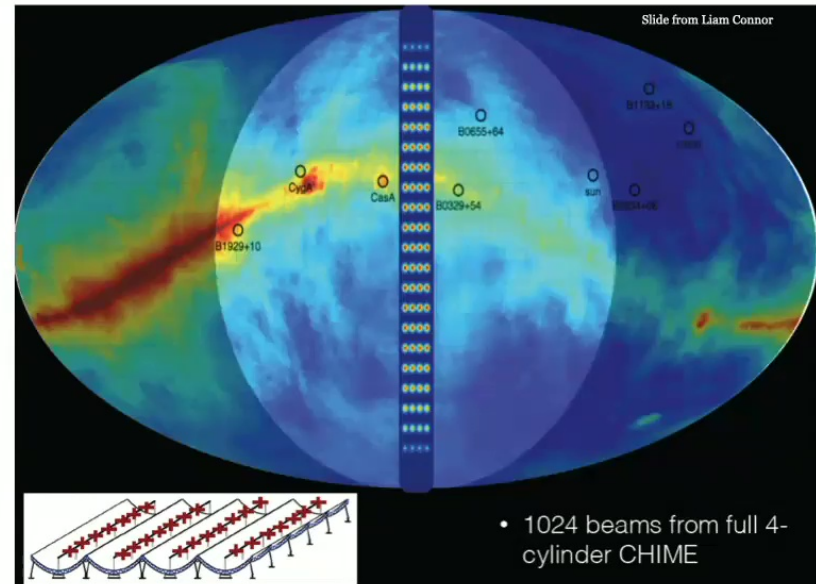 Slide from Liam Connor
B0655+64
CygA
CasA
B0329+54
sun
B1929+10
• 1024 beams from full 4-
cylinder CHIME